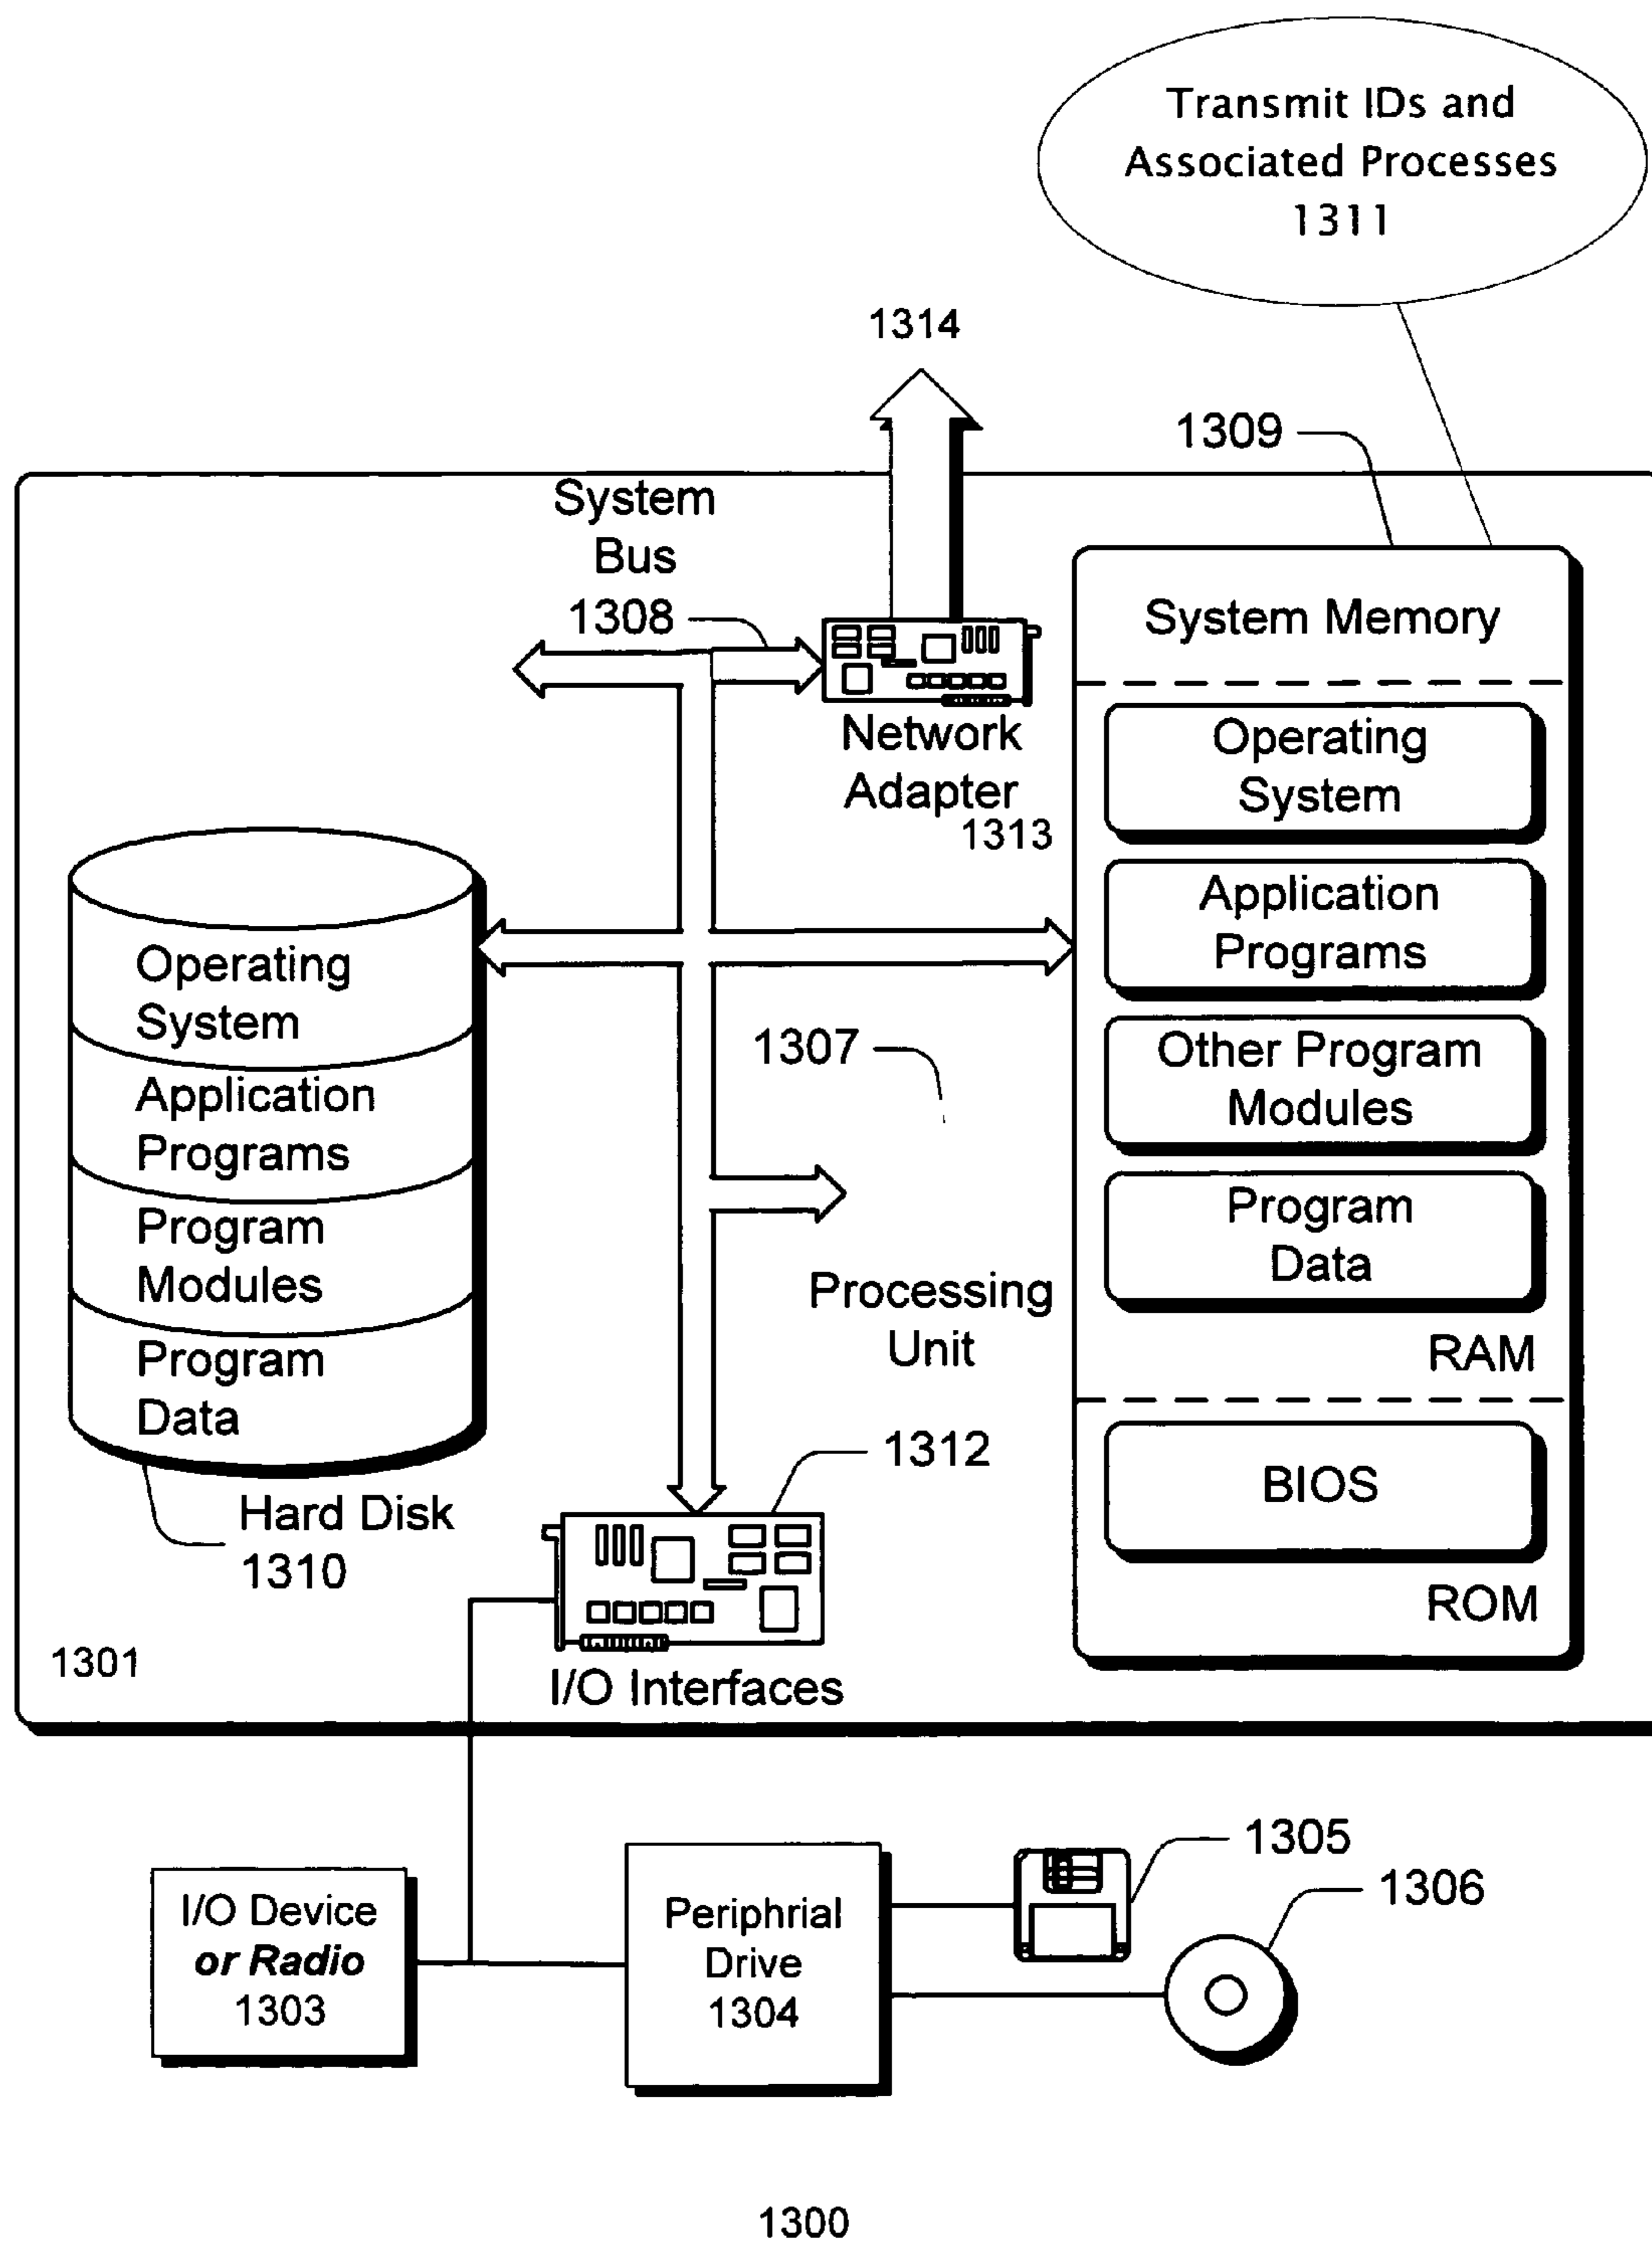 Transmit IDs and
Associated Processes
1311
1314
1309
System
Bus
1308
Network
Adapter
1313
System Memory
Operating
System
Application
Programs
Other Program
Modules
Program
Data
RAM
BIOS
ROM
Operating
System
Application
Programs
Program
Modules
Program
Data
Hard Disk
1310
1307
Processing
Unit
1312
I/O Interfaces
1301
I/O Device
or Radio
1303
Periphrial
Drive
1304
1305
1306
1300